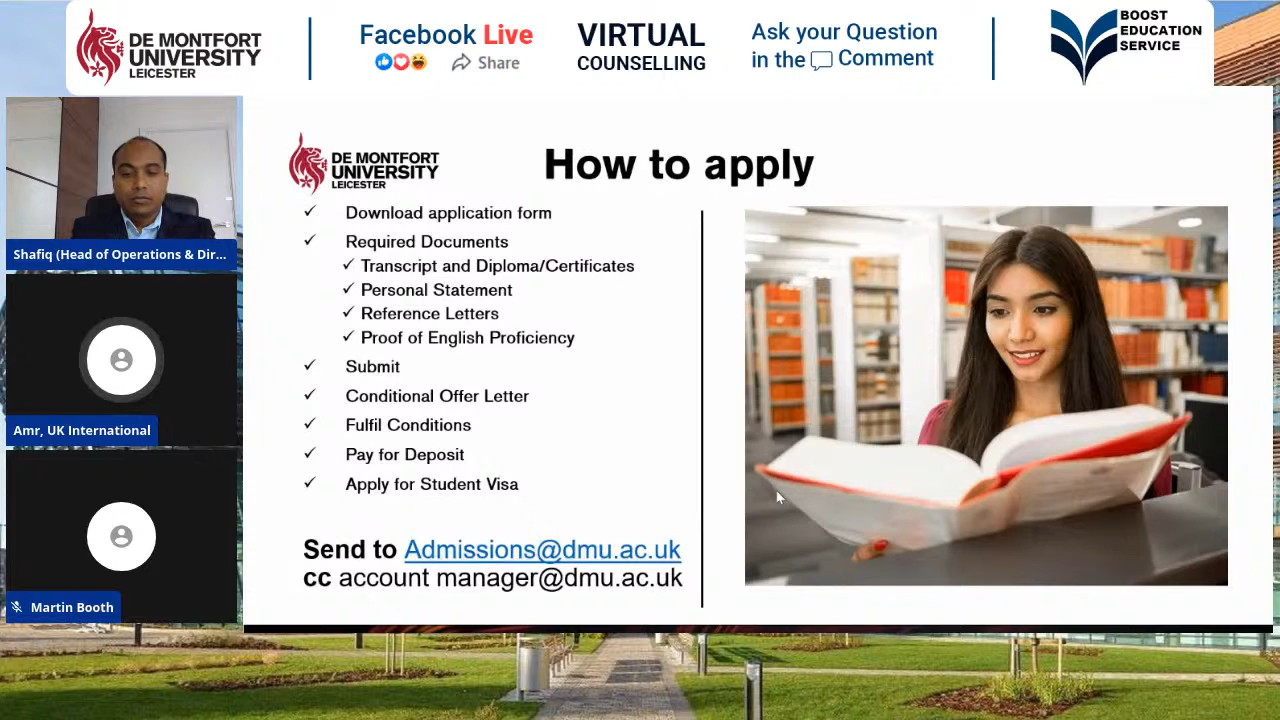 DE MONTFORT
UNIVERSITY
LEICESTER
Facebook Live
Share
VIRTUAL
COUNSELLING
Ask your Question
in the Comment
BOOST
EDUCATION
SERVICE
Shafiq (Head of Operations & Dir...
Amr, UK International
Martin Booth
DE MONTFORT
UNIVERSITY
LEICESTER
How to apply
✓ Download application form
✓ Required Documents
✓ Transcript and Diploma/Certificates
✓ Personal Statement
✓ Reference Letters
✓ Proof of English Proficiency
✓ Submit
✓ Conditional Offer Letter
✓ Fulfil Conditions
✓ Pay for Deposit
✓ Apply for Student Visa
Send to Admissions@dmu.ac.uk
cc account manager@dmu.ac.uk